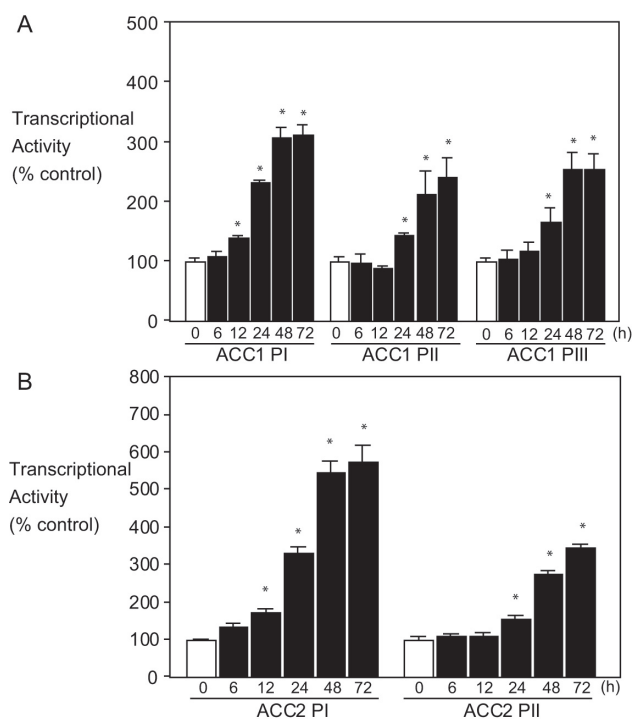 A
500
400
Transcriptional
Activity
(% control)
300
200
100
0
* * * * * * * * * *
0 6 12 24 48 72 0 6 12 24 48 72 0 6 12 24 48 72 (h)
ACC1 PI ACC1 PII ACC1 PIII
B
800
700
600
Transcriptional
Activity
(% control)
500
400
300
200
100
0
* * * * * * *
0 6 12 24 48 72 0 6 12 24 48 72 (h)
ACC2 PI ACC2 PII